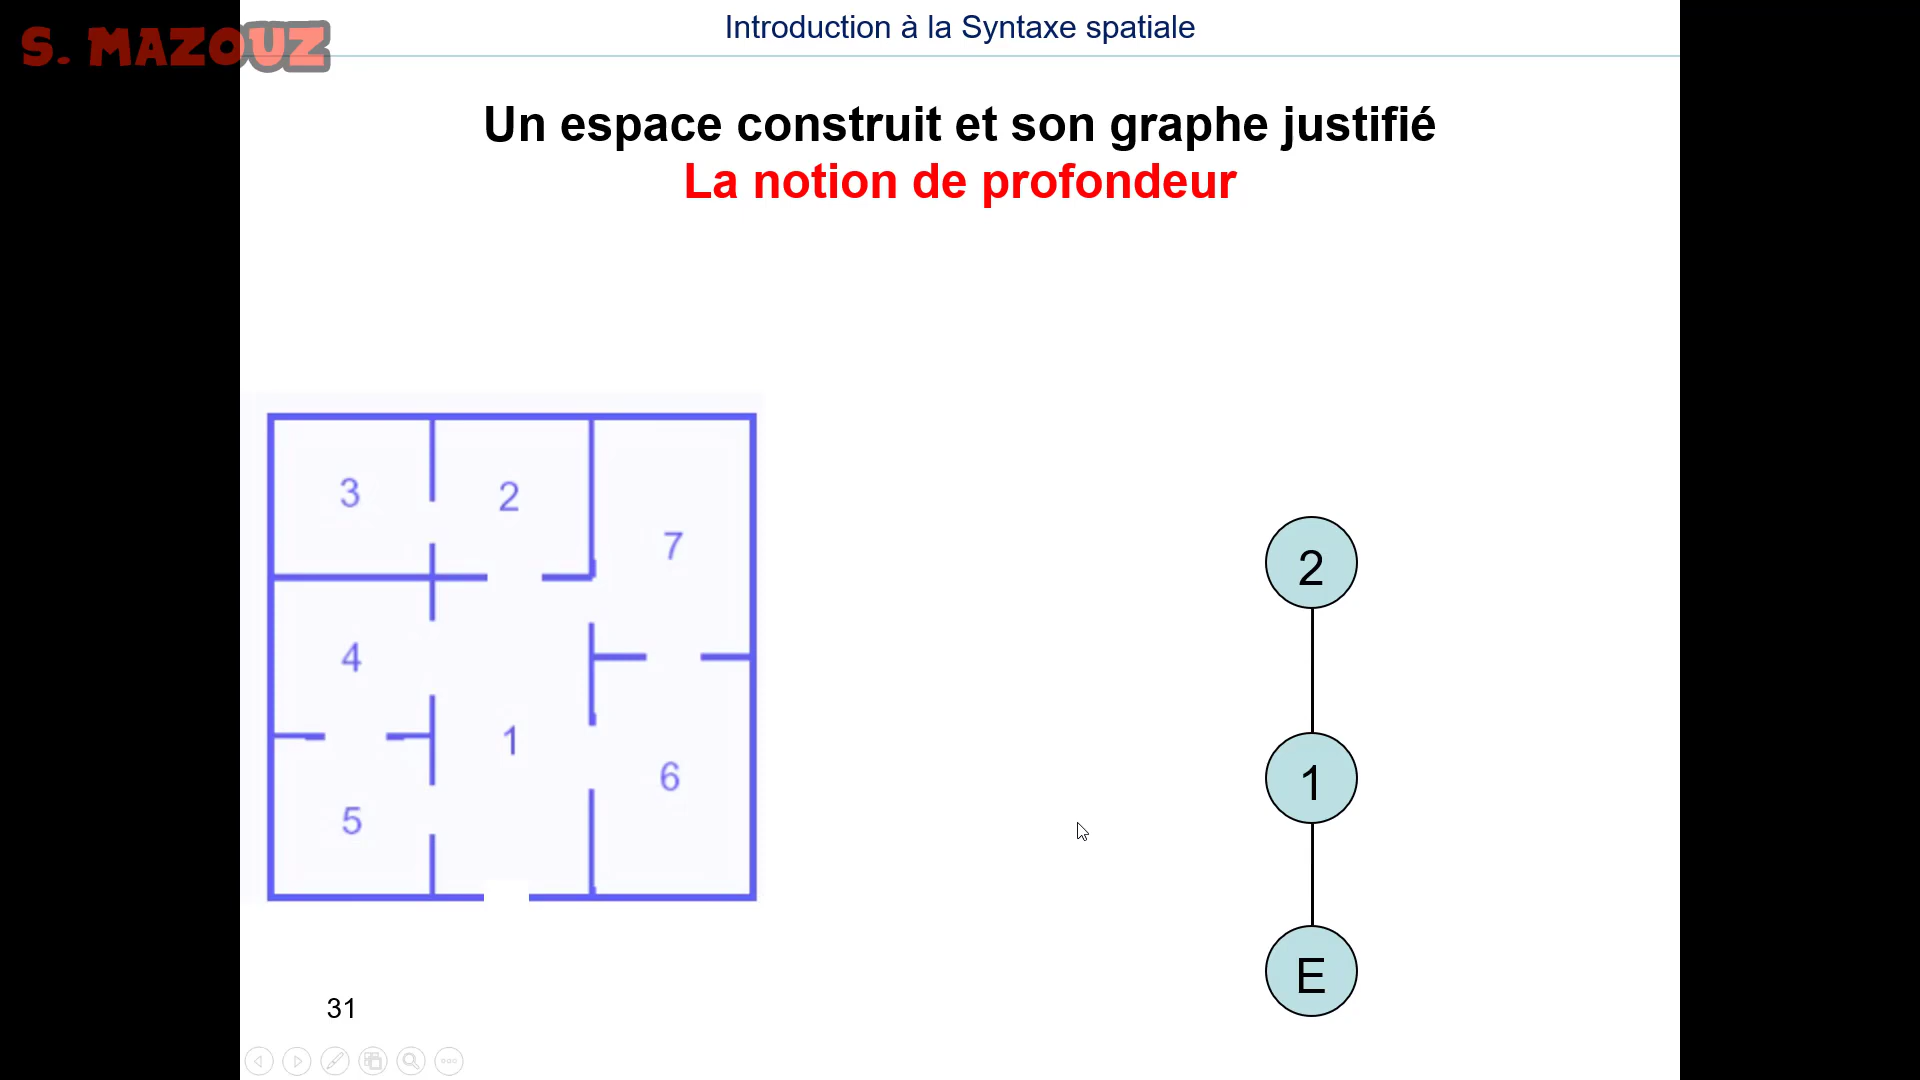 S. MAZOUZ
Introduction à la Syntaxe spatiale
Un espace construit et son graphe justifié
La notion de profondeur
3
2
7
4
1
6
5
2
1
E
31